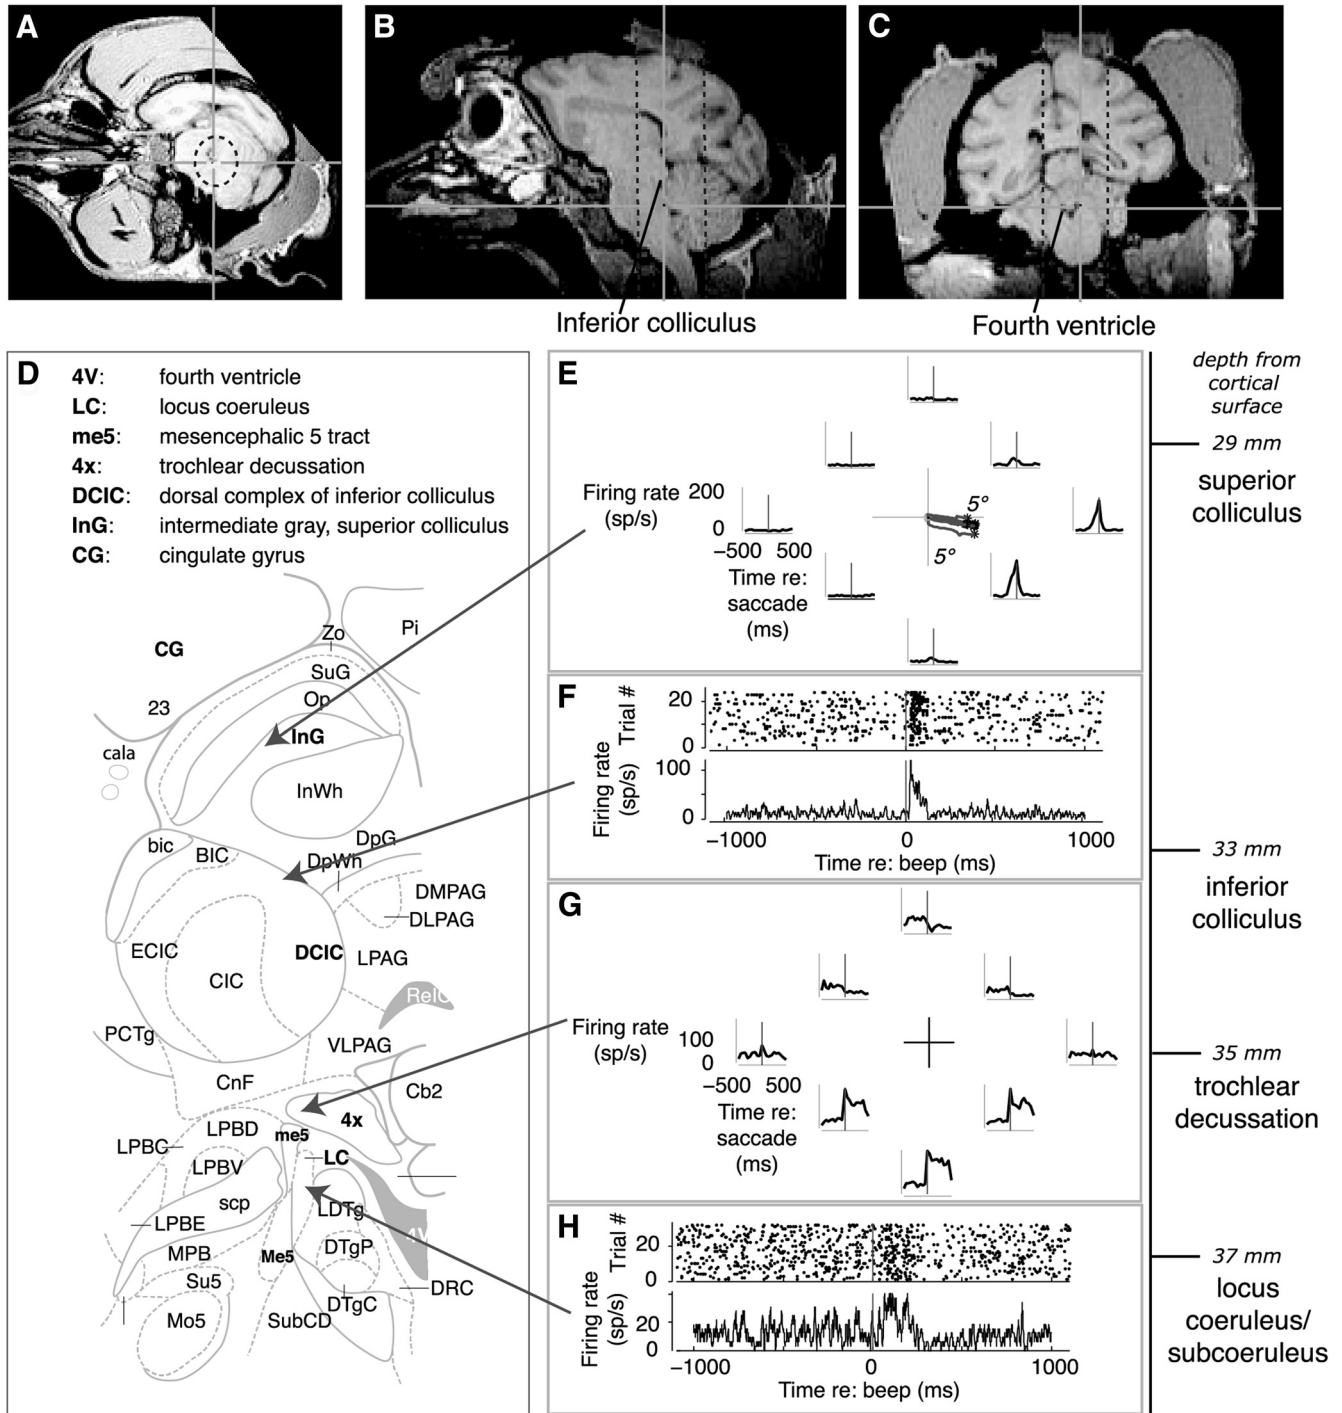 A
B
C
Inferior colliculus
Fourth ventricle
D
4V: fourth ventricle
LC: locus coeruleus
me5: mesencephalic 5 tract
4x: trochlear decussation
DCIC: dorsal complex of inferior colliculus
InG: intermediate gray, superior colliculus
CG: cingulate gyrus
Zo
Pi
CG
SuG
Op
23
InG
cala
InWh
DpG
bic
BIC
DpWh
DMPAG
DLPAG
ECIC
DCIC
LPAG
CIC
ReIC
PCTg
VLPAG
CnF
Cb2
4x
LPBD
me5
LPBC
LC
LPBV
scp
LDTg
LPBE
4V
MPB
Me5
DTgP
Su5
DRC
DTgC
Mo5
SubCD
E
Firing rate
(sp/s)
200
0
−500 500
Time re:
saccade
(ms)
5°
5°
F
Firing rate
(sp/s)
Trial #
20
0
100
0
−1000 0 1000
Time re: beep (ms)
G
Firing rate
(sp/s)
100
0
−500 500
Time re:
saccade
(ms)
H
Firing rate
(sp/s)
Trial #
20
0
20
0
−1000 0 1000
Time re: beep (ms)
depth from
cortical
surface
29 mm
superior
colliculus
33 mm
inferior
colliculus
35 mm
trochlear
decussation
37 mm
locus
coeruleus/
subcoeruleus